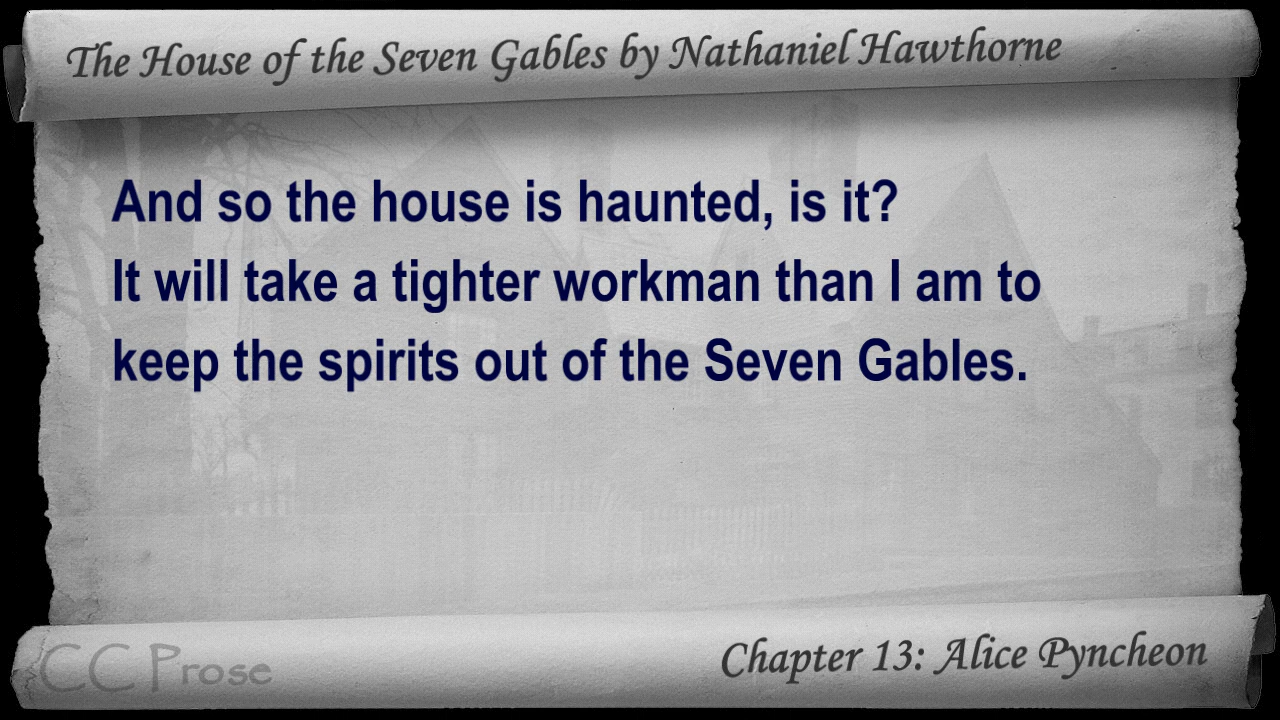 The House of the Seven Gables by Nathaniel Hawthorne
And so the house is haunted, is it?
It will take a tighter workman than I am to
keep the spirits out of the Seven Gables.
CC Prose
Chapter 13: Alice Pyncheon